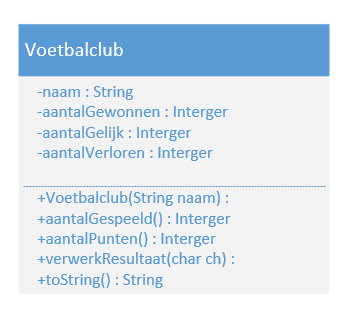 Voetbalclub
-naam : String
-aantalGewonnen : Interger
-aantalGelijk : Interger
-aantalVerloren : Interger
+Voetbalclub(String naam) :
+aantalGespeeld() : Interger
+aantalPunten() : Interger
+verwerkResultaat(char ch) :
+toString() : String